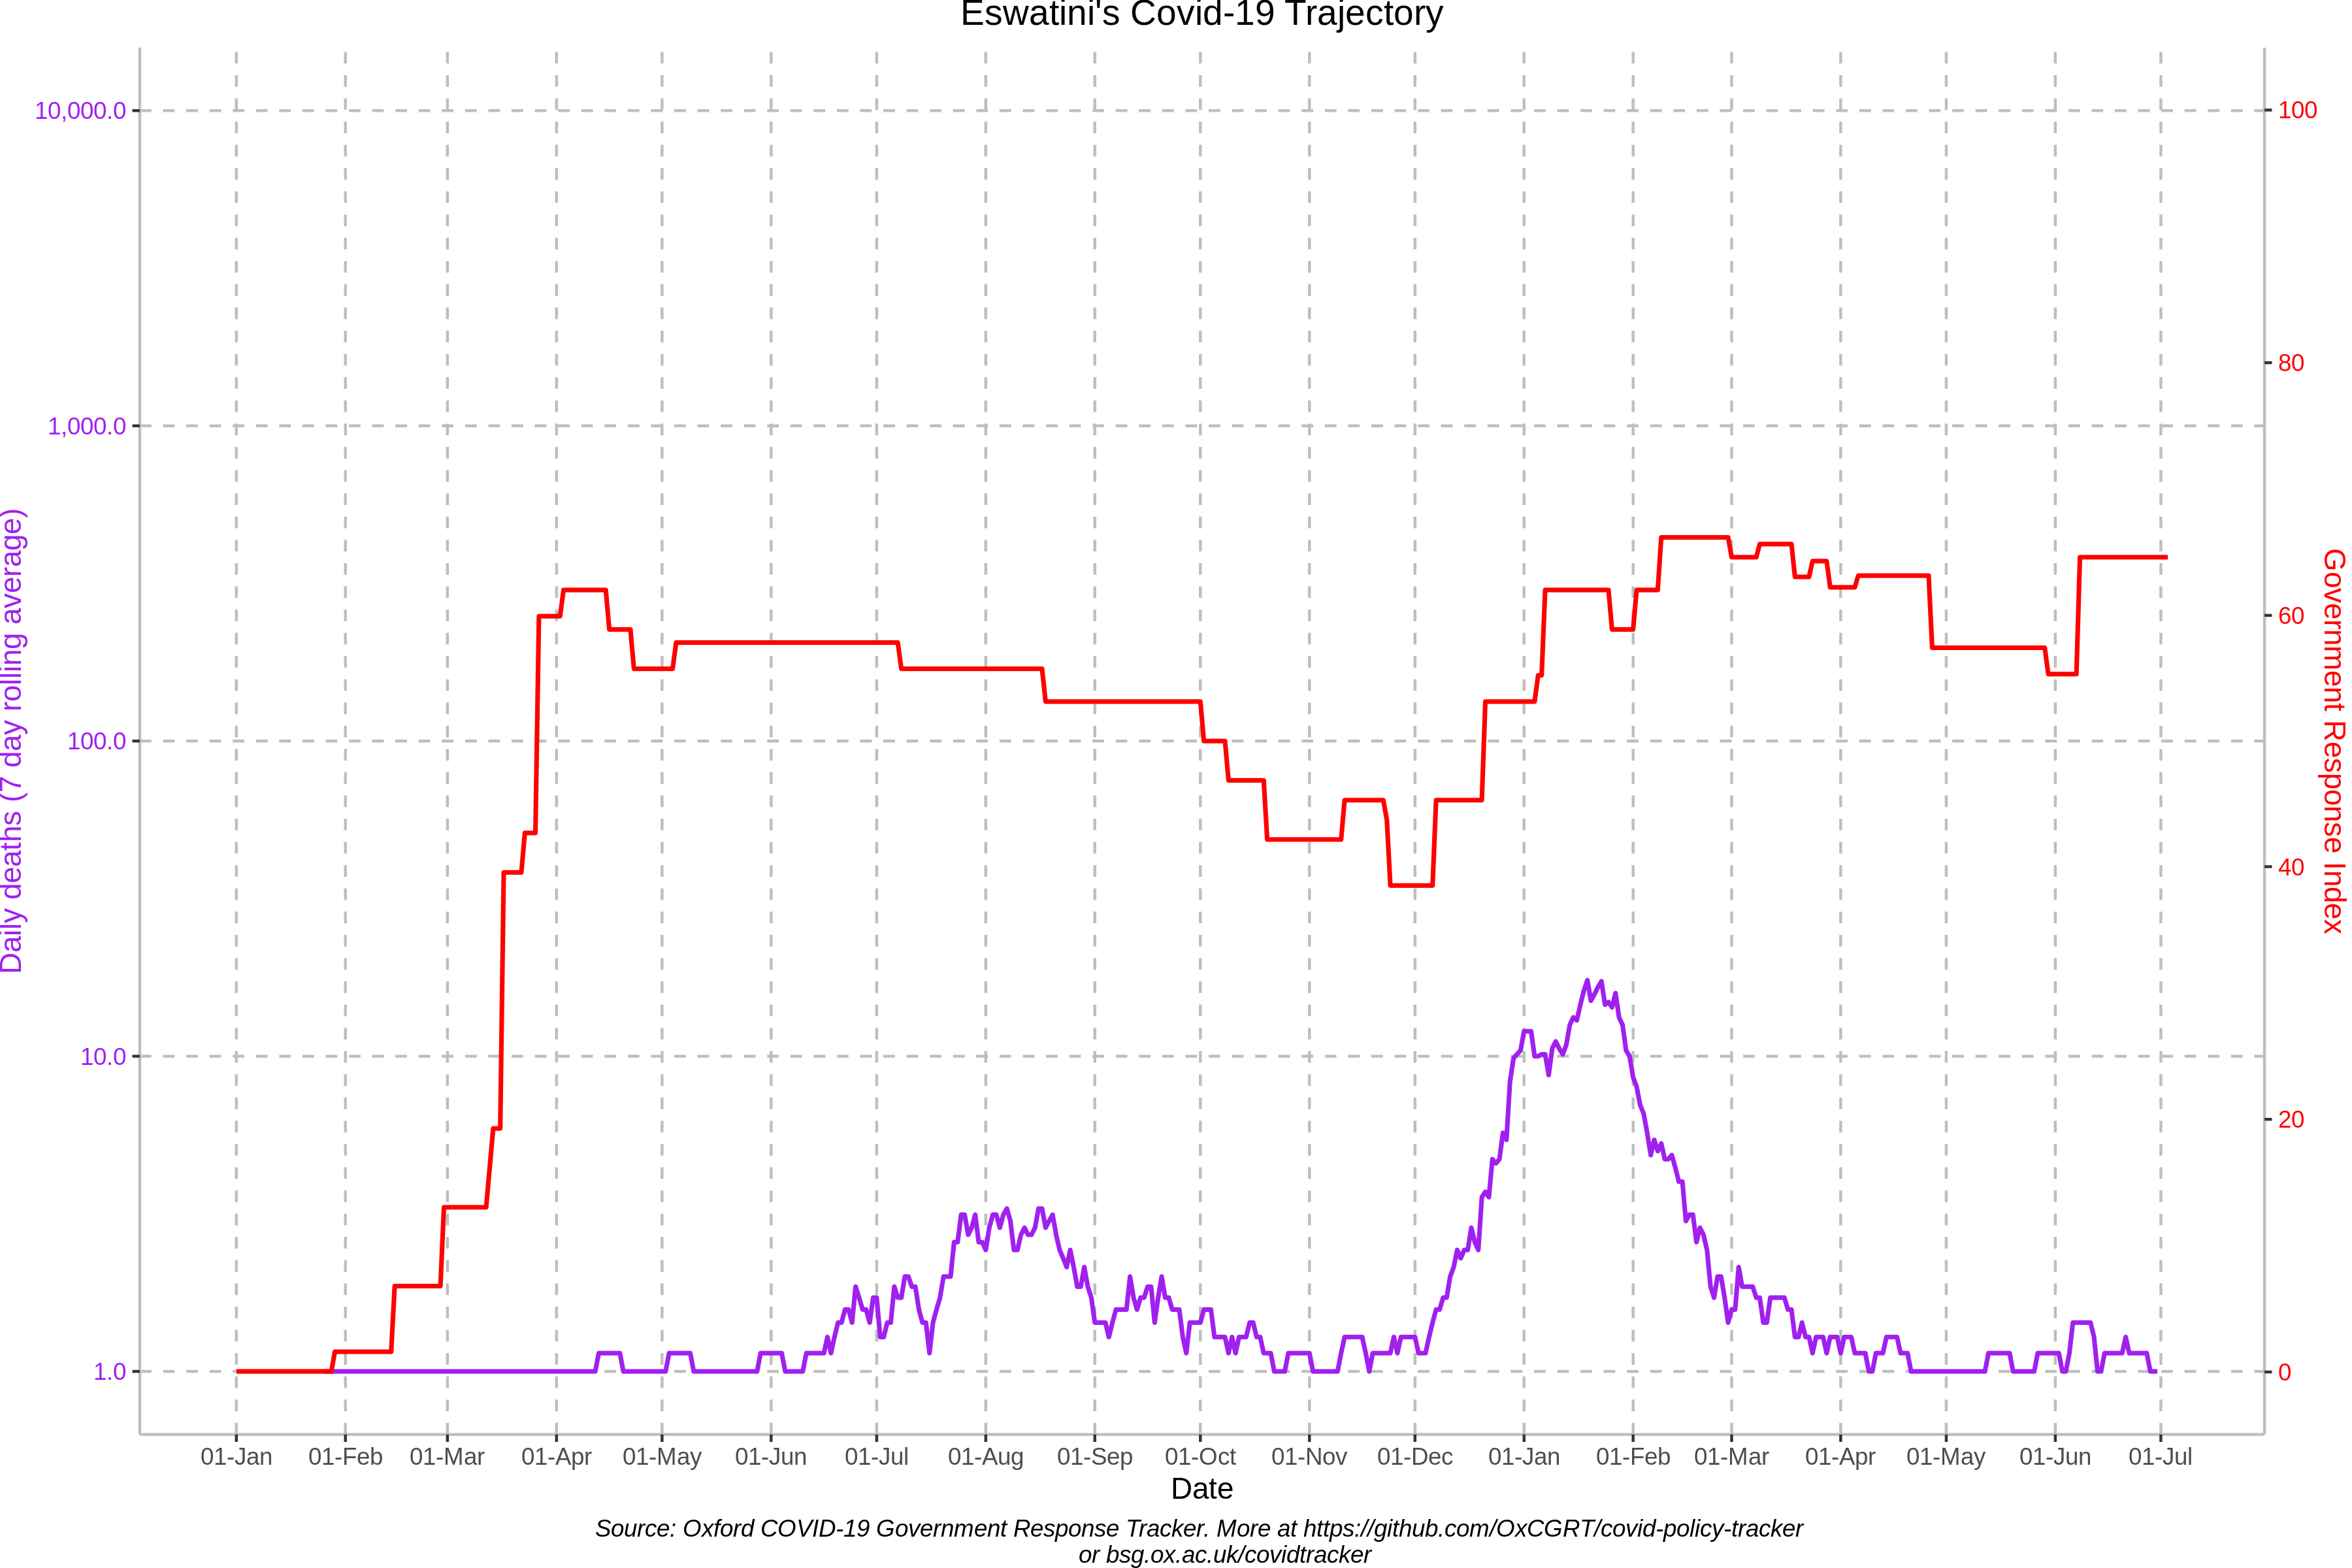 Eswatini's Covid-19 Trajectory
Daily deaths (7 day rolling average)
10,000.0
1,000.0
100.0
10.0
1.0
100
80
60
40
20
0
Government Response Index
01-Jan 01-Feb 01-Mar 01-Apr 01-May 01-Jun 01-Jul 01-Aug 01-Sep 01-Oct 01-Nov 01-Dec 01-Jan 01-Feb 01-Mar 01-Apr 01-May 01-Jun 01-Jul
Date
Source: Oxford COVID-19 Government Response Tracker. More at https://github.com/OxCGRT/covid-policy-tracker
or bsg.ox.ac.uk/covidtracker